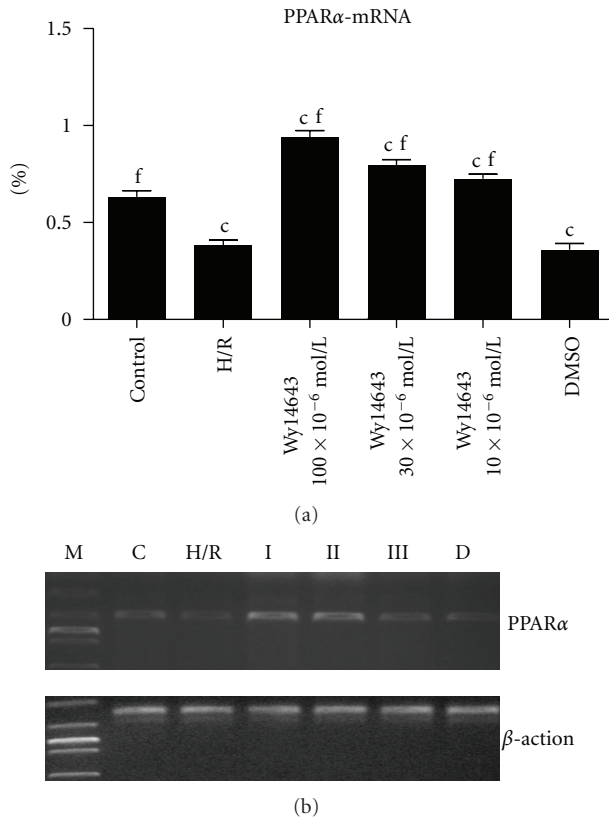 (a)
PPARα-mRNA
1.5
1
0.5
0
(%)
f
c
c f
c f
c f
c
Control
H/R
Wy14643
100 × 10⁻⁶ mol/L
Wy14643
30 × 10⁻⁶ mol/L
Wy14643
10 × 10⁻⁶ mol/L
DMSO
M C H/R I II III D
PPARα
β-action
(b)